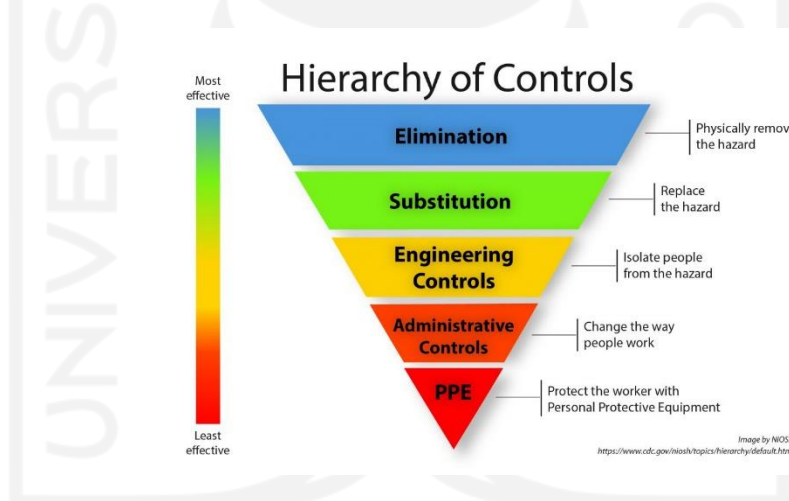 UNIVERS
Hierarchy of Controls
Most
effective
Elimination
Physically remov
the hazard
Substitution
Replace
the hazard
Engineering
Controls
Isolate people
from the hazard
Administrative
Controls
Change the way
people work
PPE
Protect the worker with
Personal Protective Equipment
Least
effective
Image by NIOS
https://www.cdc.gov/niosh/topics/hierarchy/default.htm